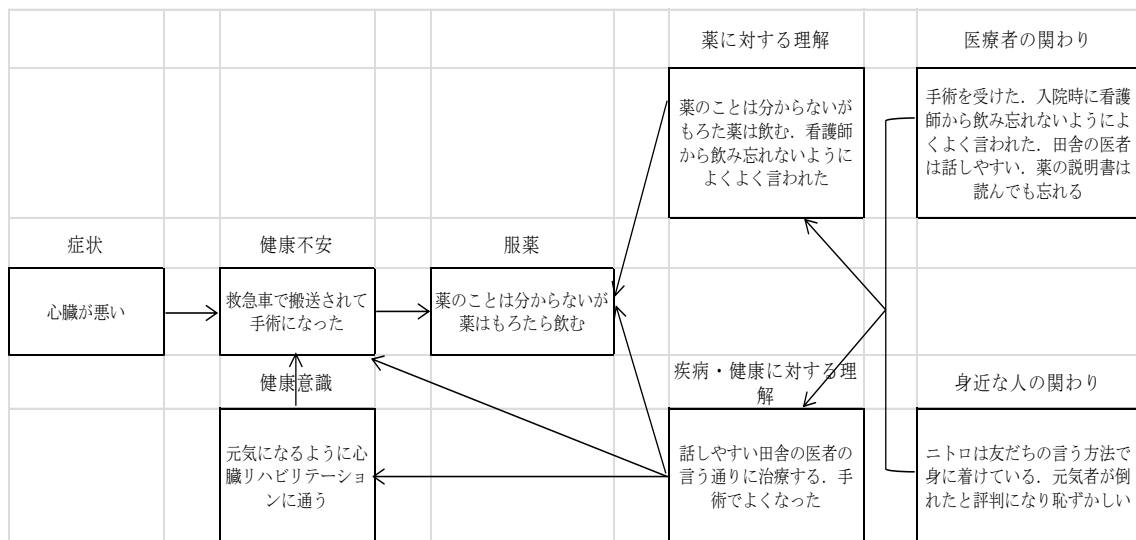 薬に対する理解
医療者の関わり
薬のことは分からないが
もろた薬は飲む．看護師
から飲み忘れないように
よくよく言われた
手術を受けた．入院時に看護
師から飲み忘れないようによ
くよく言われた．田舎の医者
は話しやすい．薬の説明書は
読んでも忘れる
症状
健康不安
服薬
心臓が悪い
救急車で搬送されて
手術になった
薬のことは分からないが
薬はもろたら飲む
健康意識
疾病・健康に対する理
解
身近な人の関わり
元気になるように心
臓リハビリテーショ
ンに通う
話しやすい田舎の医者の
言う通りに治療する．手
術でよくなった
ニトロは友だちの言う方法で
身に着けている．元気者が倒
れたと評判になり恥ずかしい